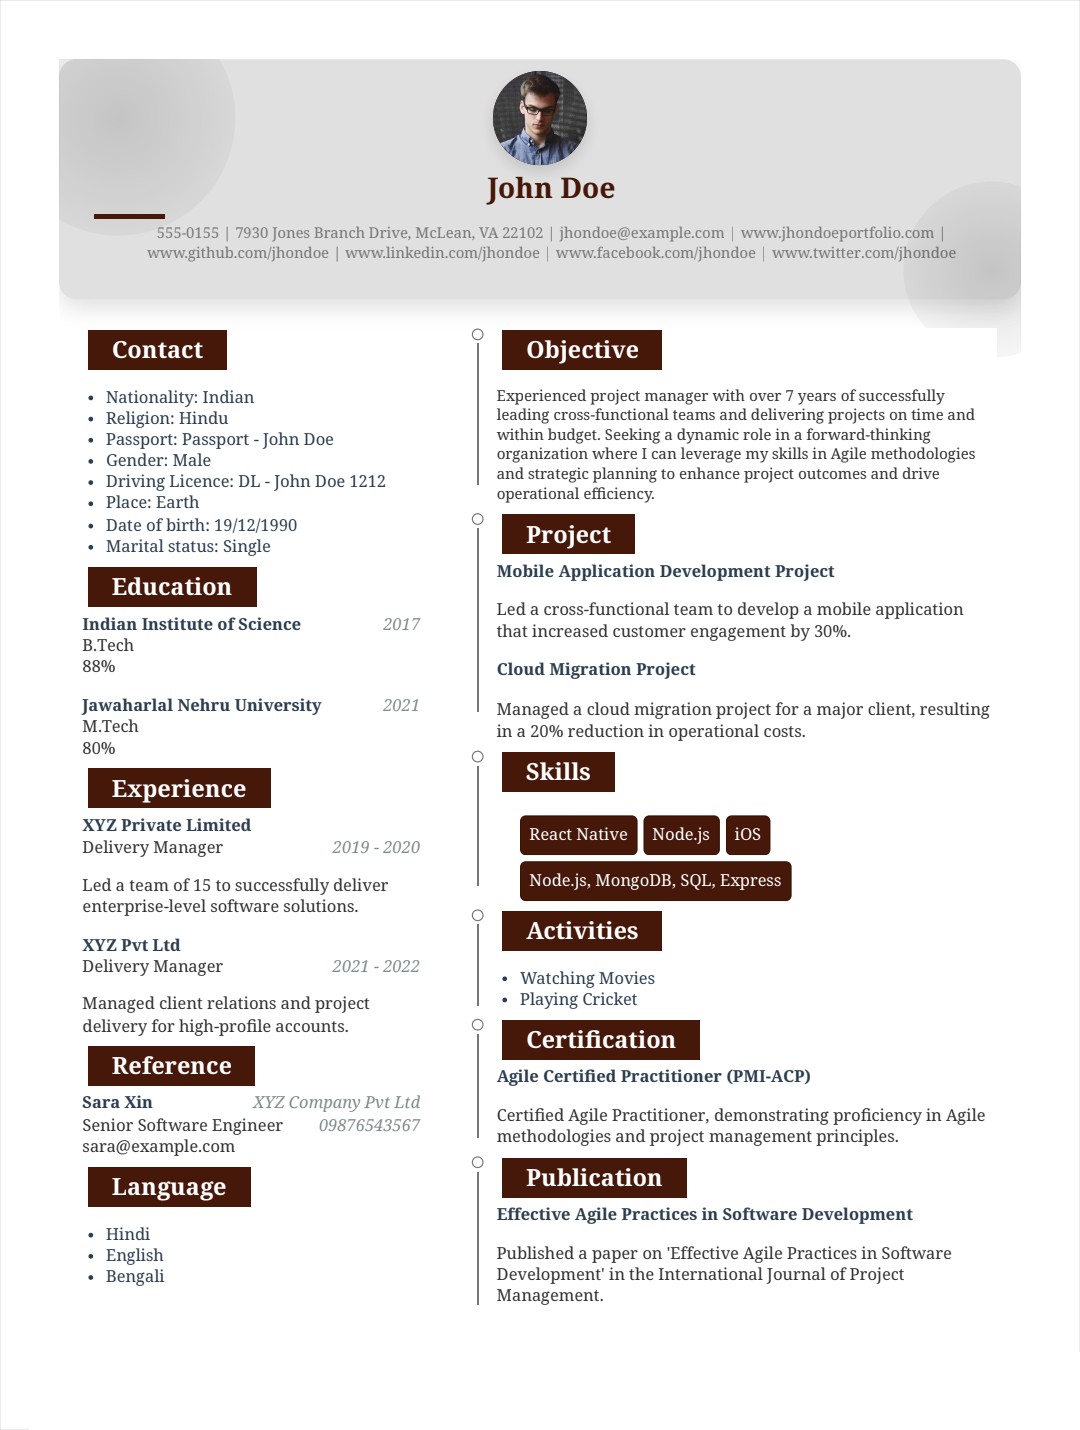 John Doe
555-0155 | 7930 Jones Branch Drive, McLean, VA 22102 | jhondoe@example.com | www.jhondoeportfolio.com |
www.github.com/jhondoe | www.linkedin.com/jhondoe | www.facebook.com/jhondoe | www.twitter.com/jhondoe
Contact
• Nationality: Indian
• Religion: Hindu
• Passport: Passport - John Doe
• Gender: Male
• Driving Licence: DL - John Doe 1212
• Place: Earth
• Date of birth: 19/12/1990
• Marital status: Single
Education
Indian Institute of Science 2017
B.Tech
88%
Jawaharlal Nehru University 2021
M.Tech
80%
Experience
XYZ Private Limited
Delivery Manager 2019 - 2020
Led a team of 15 to successfully deliver
enterprise-level software solutions.
XYZ Pvt Ltd
Delivery Manager 2021 - 2022
Managed client relations and project
delivery for high-profile accounts.
Reference
Sara Xin XYZ Company Pvt Ltd
Senior Software Engineer 09876543567
sara@example.com
Language
• Hindi
• English
• Bengali
Objective
Experienced project manager with over 7 years of successfully
leading cross-functional teams and delivering projects on time and
within budget. Seeking a dynamic role in a forward-thinking
organization where I can leverage my skills in Agile methodologies
and strategic planning to enhance project outcomes and drive
operational efficiency.
Project
Mobile Application Development Project
Led a cross-functional team to develop a mobile application
that increased customer engagement by 30%.
Cloud Migration Project
Managed a cloud migration project for a major client, resulting
in a 20% reduction in operational costs.
Skills
React Native Node.js iOS
Node.js, MongoDB, SQL, Express
Activities
• Watching Movies
• Playing Cricket
Certification
Agile Certified Practitioner (PMI-ACP)
Certified Agile Practitioner, demonstrating proficiency in Agile
methodologies and project management principles.
Publication
Effective Agile Practices in Software Development
Published a paper on 'Effective Agile Practices in Software
Development' in the International Journal of Project
Management.